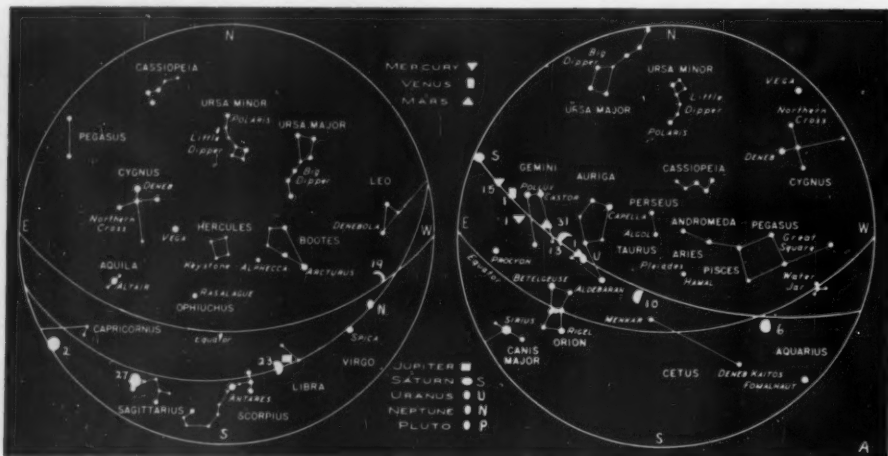 N
CASSIOPEIA
URSA MINOR
POLARIS
Little
Dipper
URSA MAJOR
Big
Dipper
PEGASUS
CYGNUS
DENEB
Northern
Cross
LEO
DENEBOLA
E
W
VEGA
HERCULES
Keystone
BOOTES
ALPHECCA
ARCTURUS
19
AQUILA
ALTAIR
RASALAGUE
OPHIUCHUS
N
CAPRICORNUS
Equator
SPICA
2
23
VIRGO
27
LIBRA
SAGITTARIUS
ANTARES
SCORPIUS
S
MERCURY
VENUS
MARS
JUPITER
SATURN S
URANUS U
NEPTUNE N
PLUTO P
N
Big
Dipper
URSA MINOR
VEGA
URSA MAJOR
Little
Dipper
Northern
Cross
POLARIS
DENEB
S
CYGNUS
GEMINI
AURIGA
CASSIOPEIA
15
1
POLLUX
CASTOR
PERSEUS
CAPELLA
ANDROMEDA
PEGASUS
1
31
ALGOL
Great
Square
E
13
1
U
TAURUS
ARIES
W
PROCYON
Pleiades
PISCES
Water
Jar
Equator
BETELGEUSE
ALDEBARAN
HAMAL
10
SIRIUS
MENKAR
6
RIGEL
CANIS
MAJOR
ORION
AQUARIUS
CETUS
DENEB KAITOS
FOMALHAUT
S
A